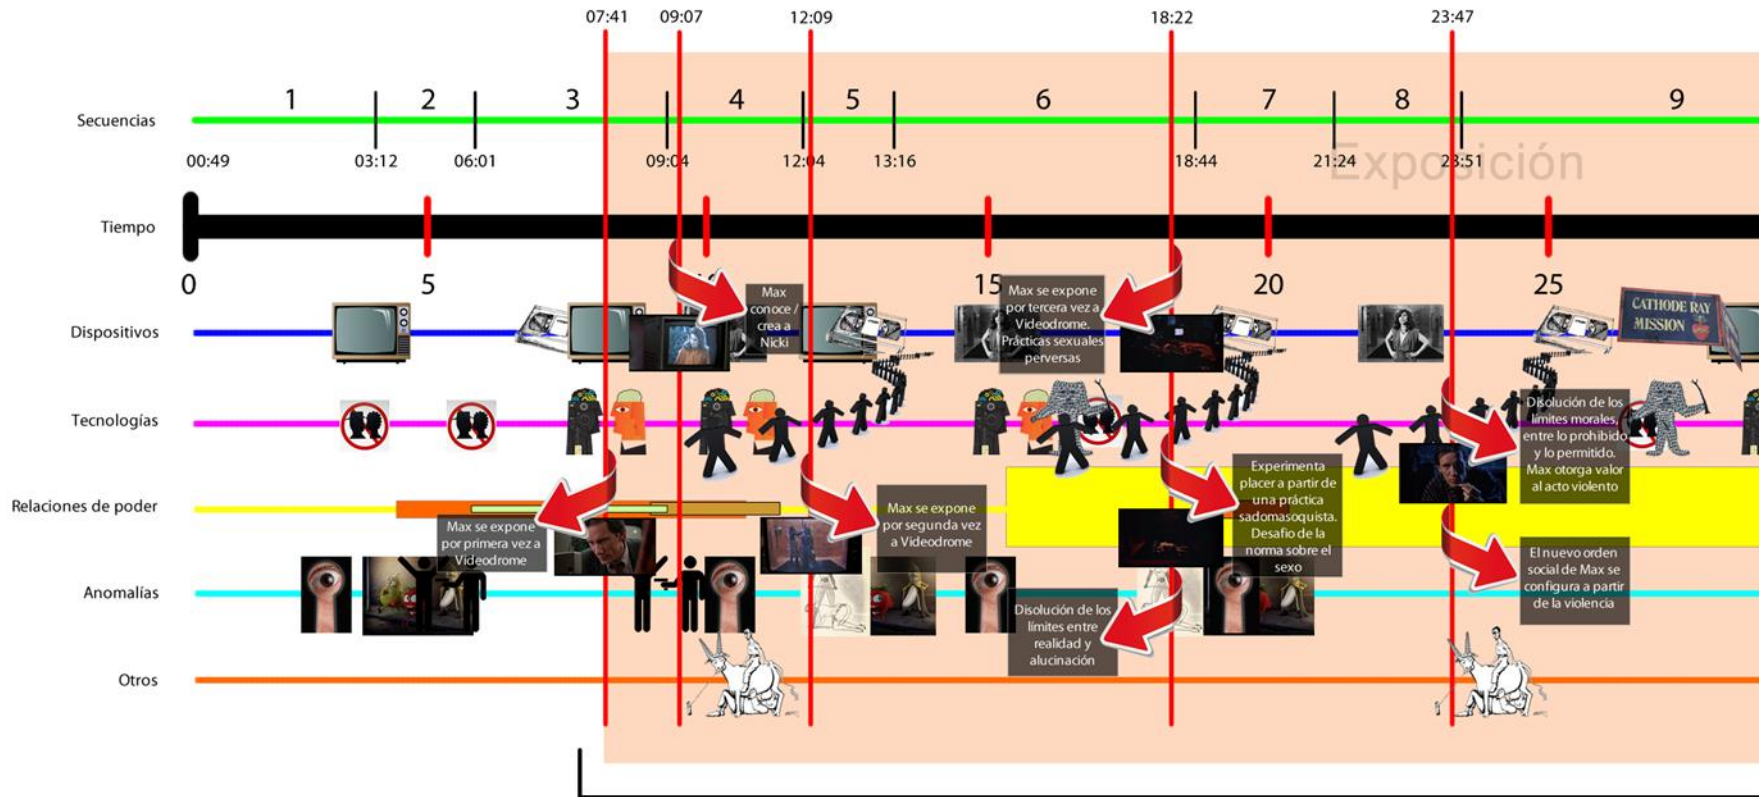 07:41
09:07
12:09
18:22
23:47
1
2
3
4
5
6
7
8
9
Secuencias
00:49
03:12
06:01
09:04
12:04
13:16
18:44
21:24
23:51
Exposición
Tiempo
0
5
15
20
25
Max
conoce /
crea a
Nicki
Max se expone
por tercera vez a
Videodrome.
Prácticas sexuales
perversas
Dispositivos
CATHODE RAY
MISSION
Tecnologías
Disolución de los
límites morales,
entre lo prohibido
y lo permitido.
Max otorga valor
al acto violento
Relaciones de poder
Max se expone
por primera vez a
Videodrome
Max se expone
por segunda vez
a Videodrome
Experimenta
placer a partir de
una práctica
sadomasoquista.
Desafío de la
norma sobre el
sexo
El nuevo orden
social de Max se
configura a partir
de la violencia
Anomalías
Disolución de los
límites entre
realidad y
alucinación
Otros